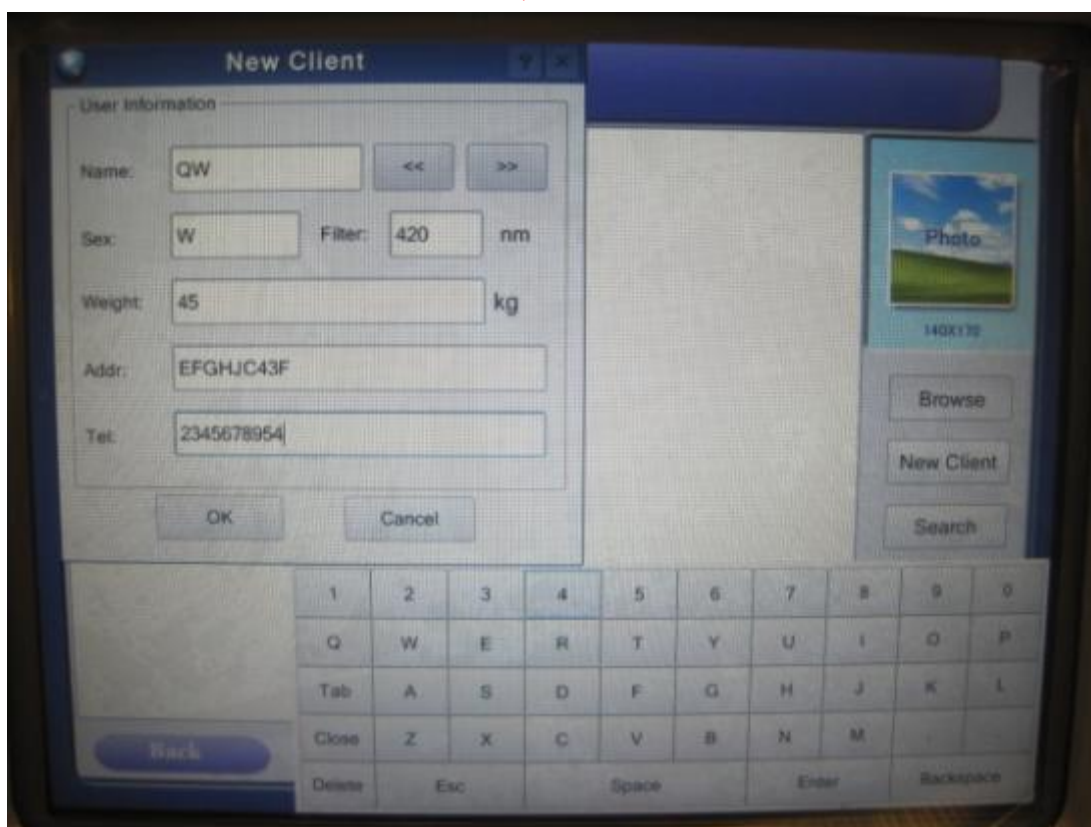 New Client ? ×
User Information
Name: QW << >>
Sex: W Filter: 420 nm
Weight: 45 kg
Addr: EFGHJC43F
Tel: 2345678954
OK Cancel
Photo
140X170
Browse
New Client
Search
1 2 3 4 5 6 7 8 9 0
Q W E R T Y U I O P
Tab A S D F G H J K L
Close Z X C V B N M
Delete Esc Space Enter Backspace
Back